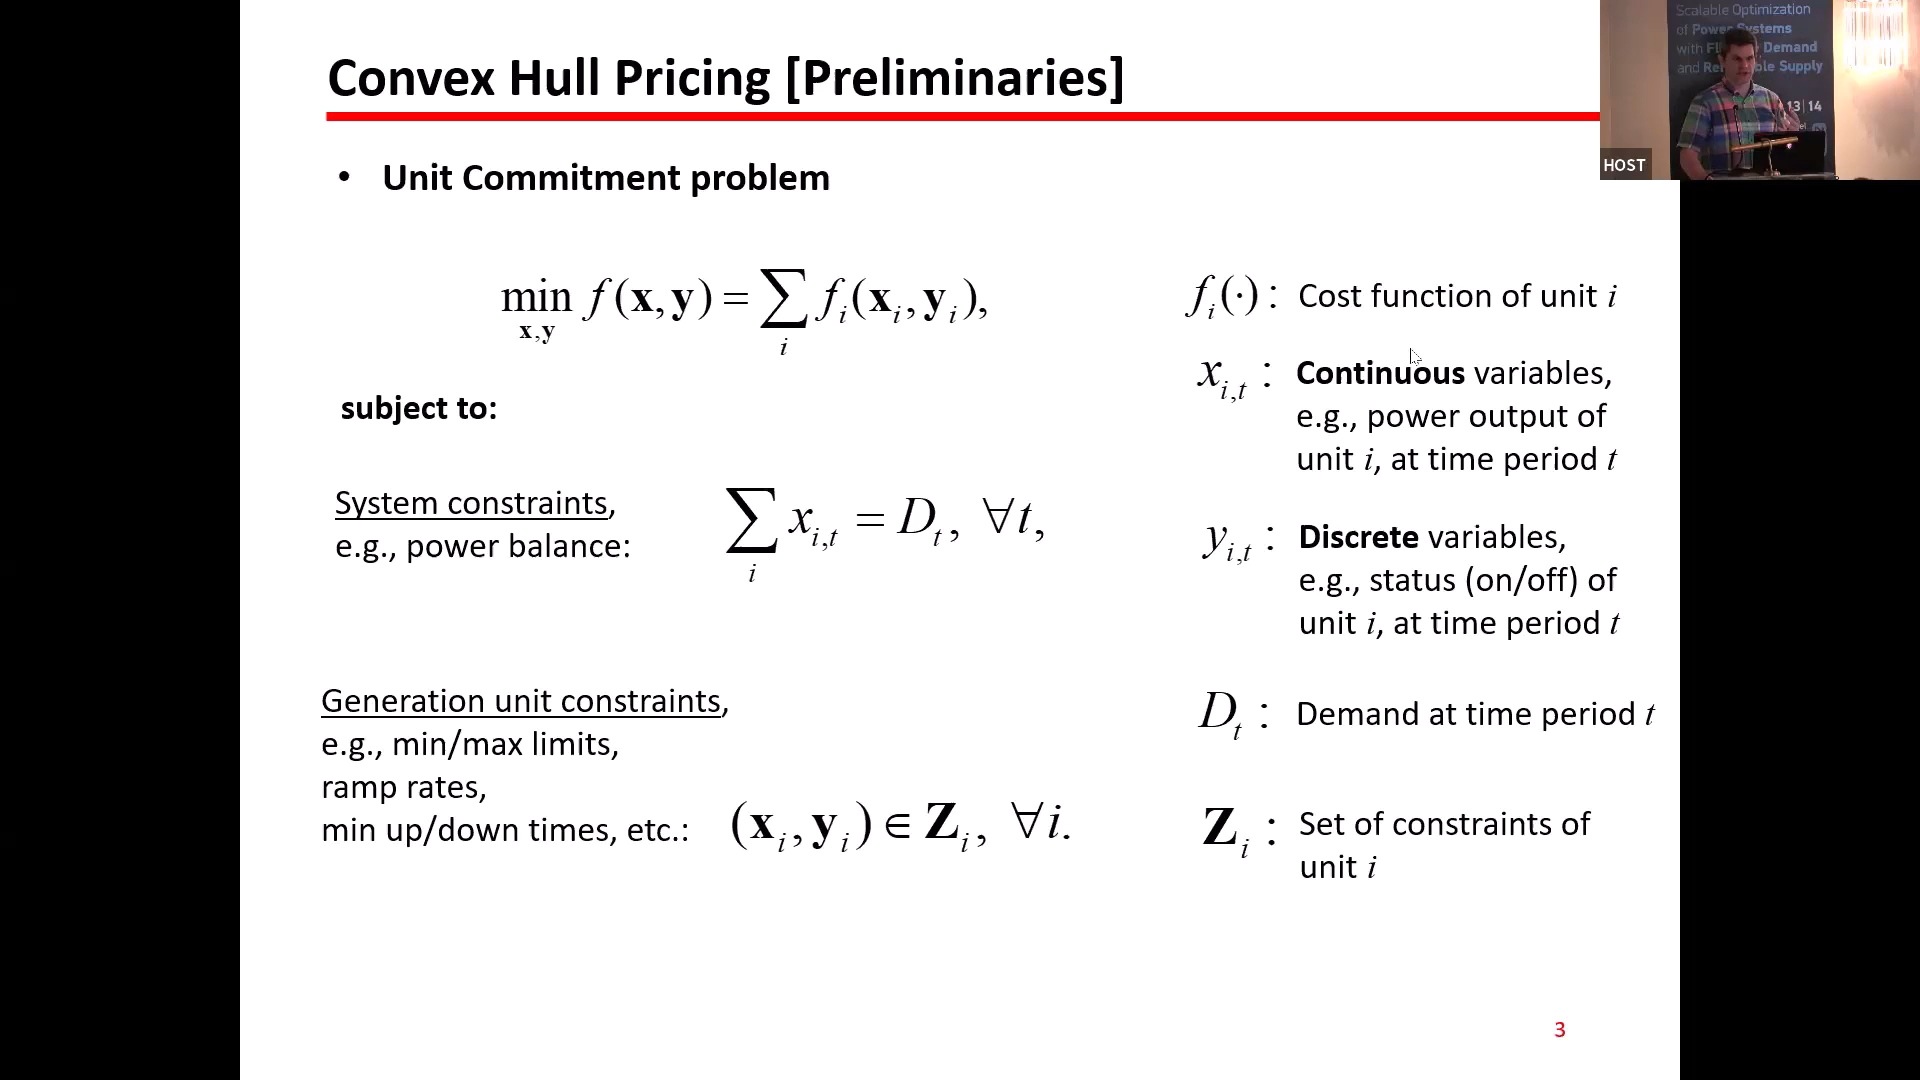 Convex Hull Pricing [Preliminaries]
• Unit Commitment problem
min f(x,y) = ∑ f_i(x_i, y_i),
x,y i
subject to:
System constraints,
e.g., power balance:
∑ x_{i,t} = D_t, ∀t,
i
Generation unit constraints,
e.g., min/max limits,
ramp rates,
min up/down times, etc.:
(x_i, y_i) ∈ Z_i, ∀i.
f_i(·) : Cost function of unit i
x_{i,t} : Continuous variables,
e.g., power output of
unit i, at time period t
y_{i,t} : Discrete variables,
e.g., status (on/off) of
unit i, at time period t
D_t : Demand at time period t
Z_i : Set of constraints of
unit i
3
Scalable Optimization
of Power Systems
with Demand
and Supply
13|14
HOST